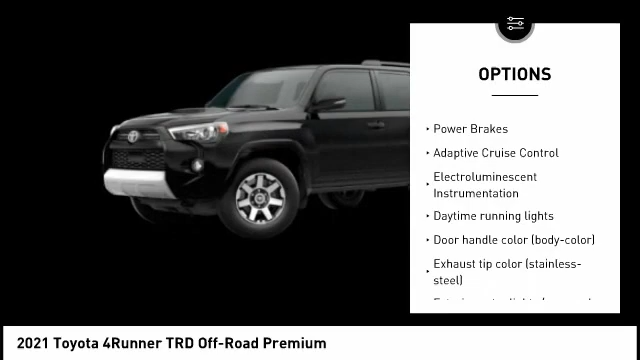 OPTIONS
Power Brakes
Adaptive Cruise Control
Electroluminescent
Instrumentation
Daytime running lights
Door handle color (body-color)
Exhaust tip color (stainless-
steel)
2021 Toyota 4Runner TRD Off-Road Premium